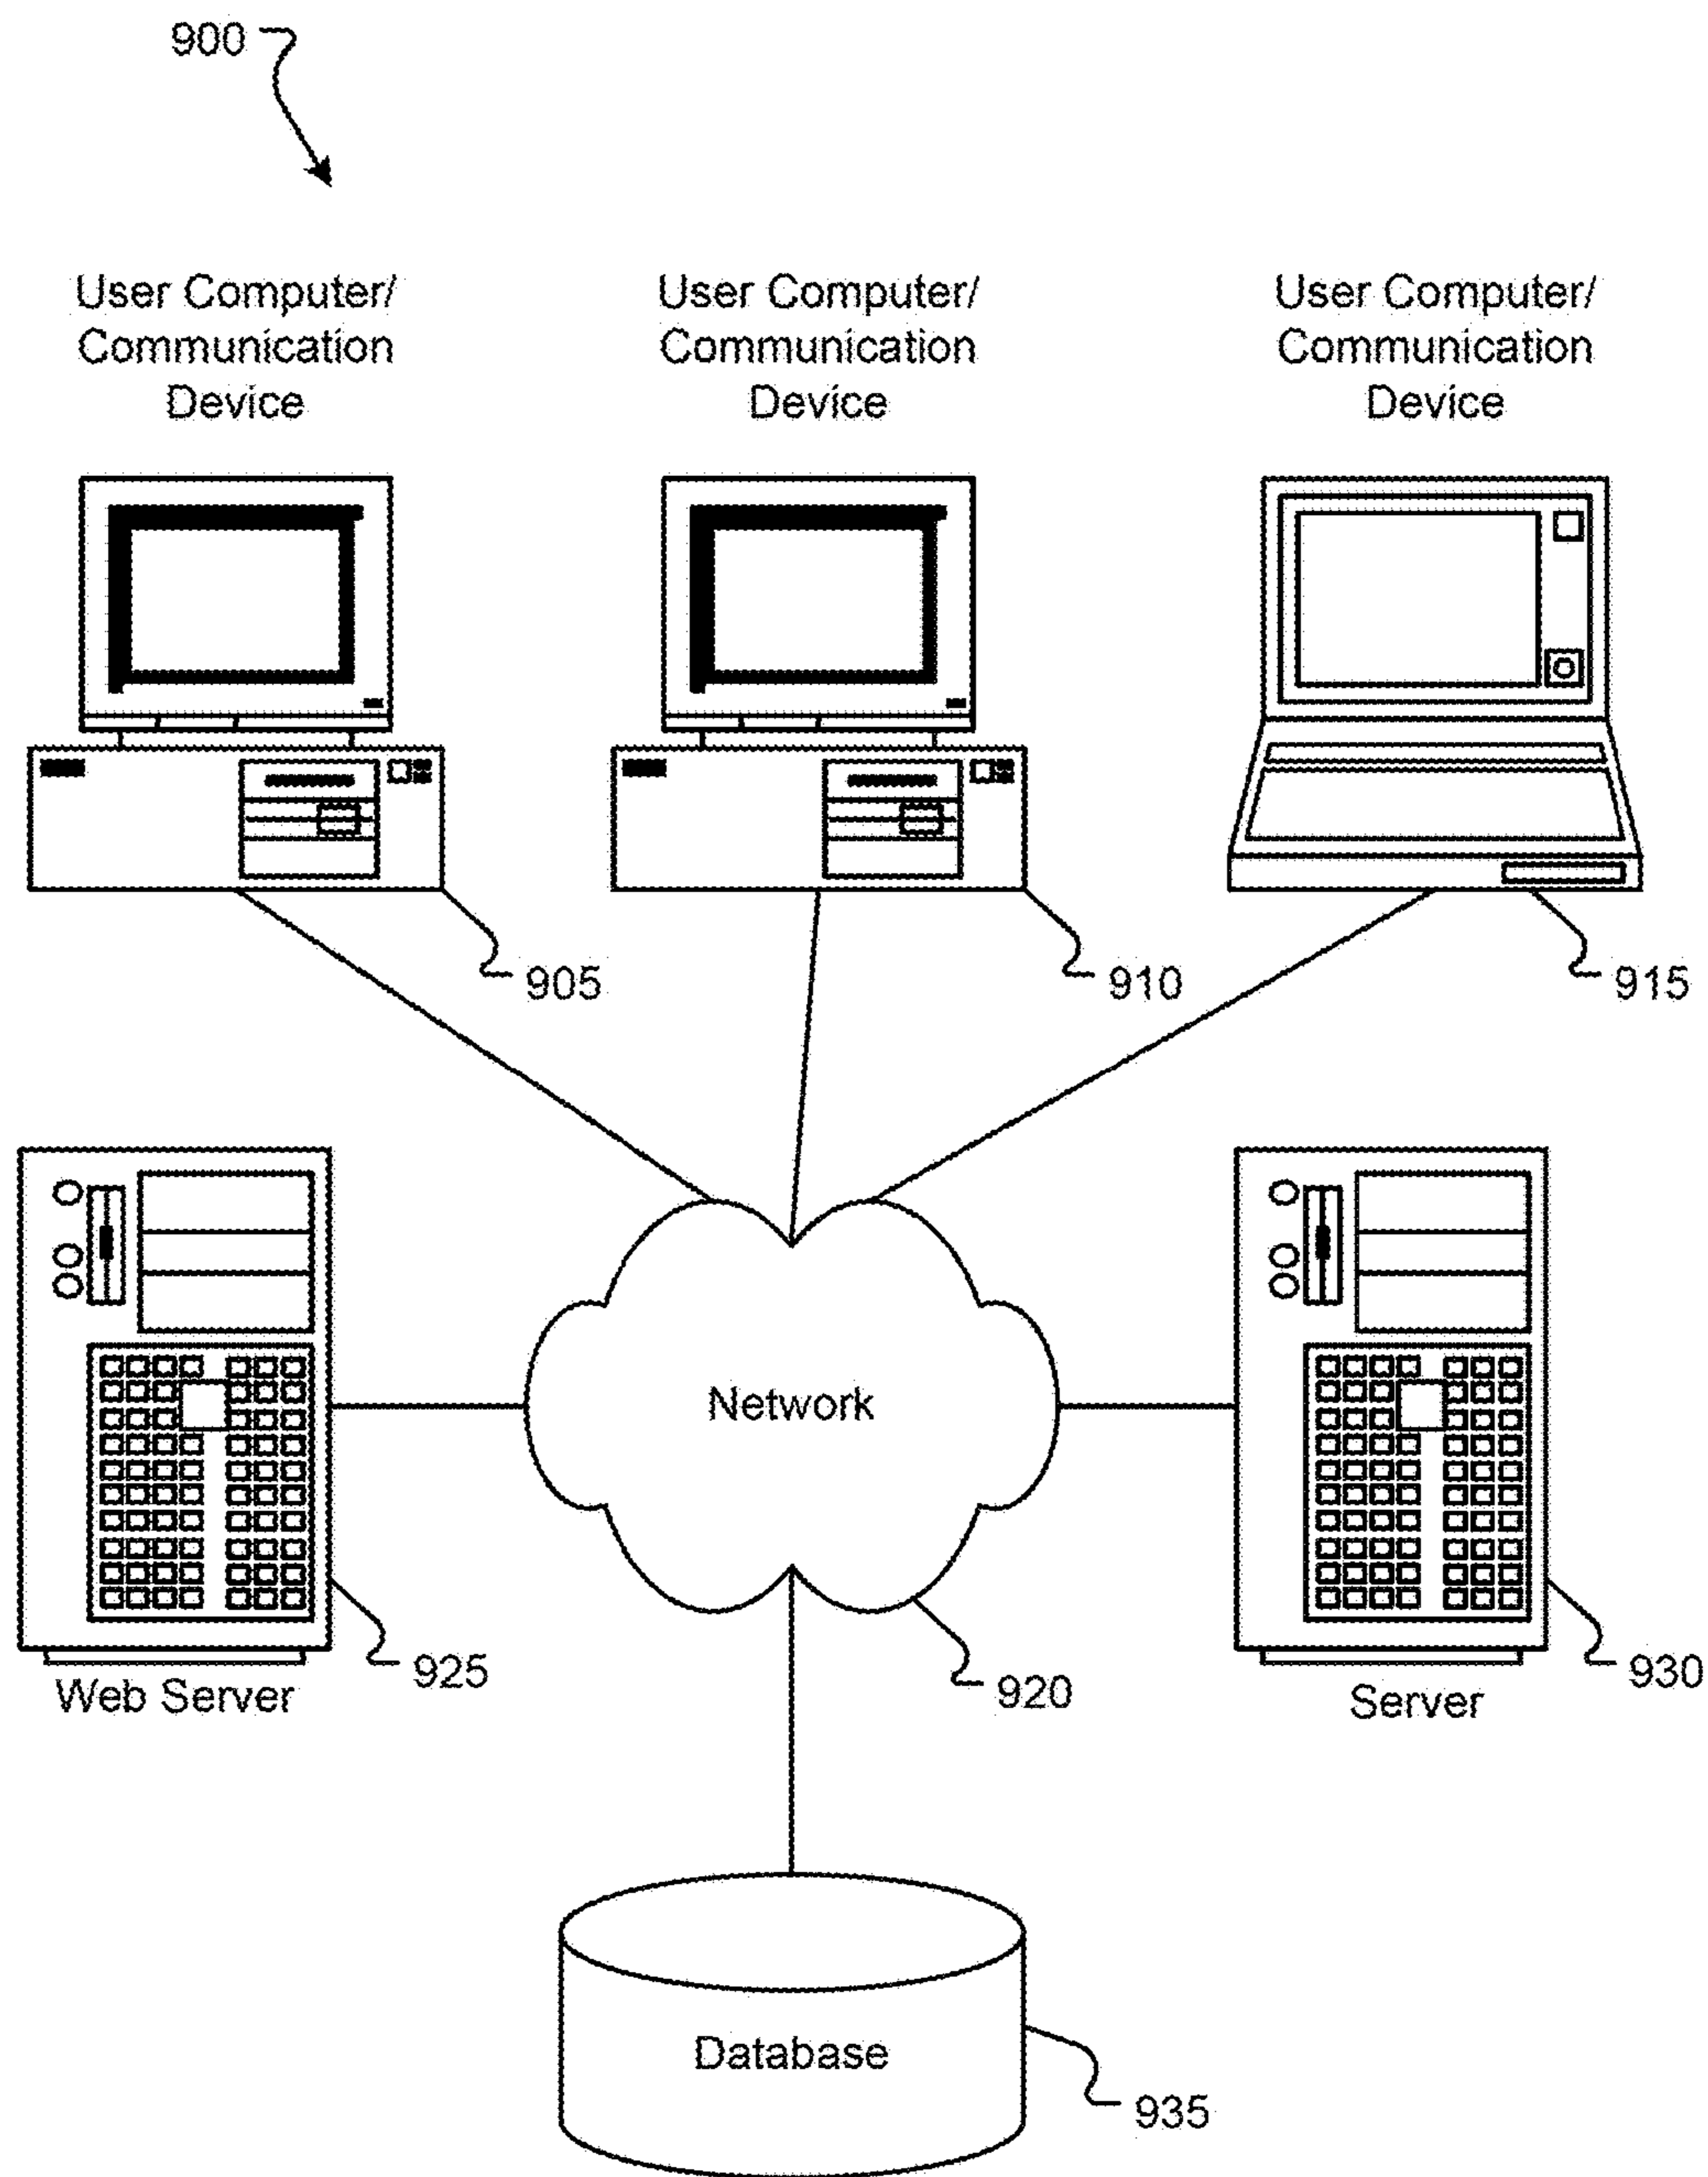 900
User Computer/
Communication
Device
User Computer/
Communication
Device
User Computer/
Communication
Device
905
910
915
Network
925
Web Server
920
930
Server
Database
935